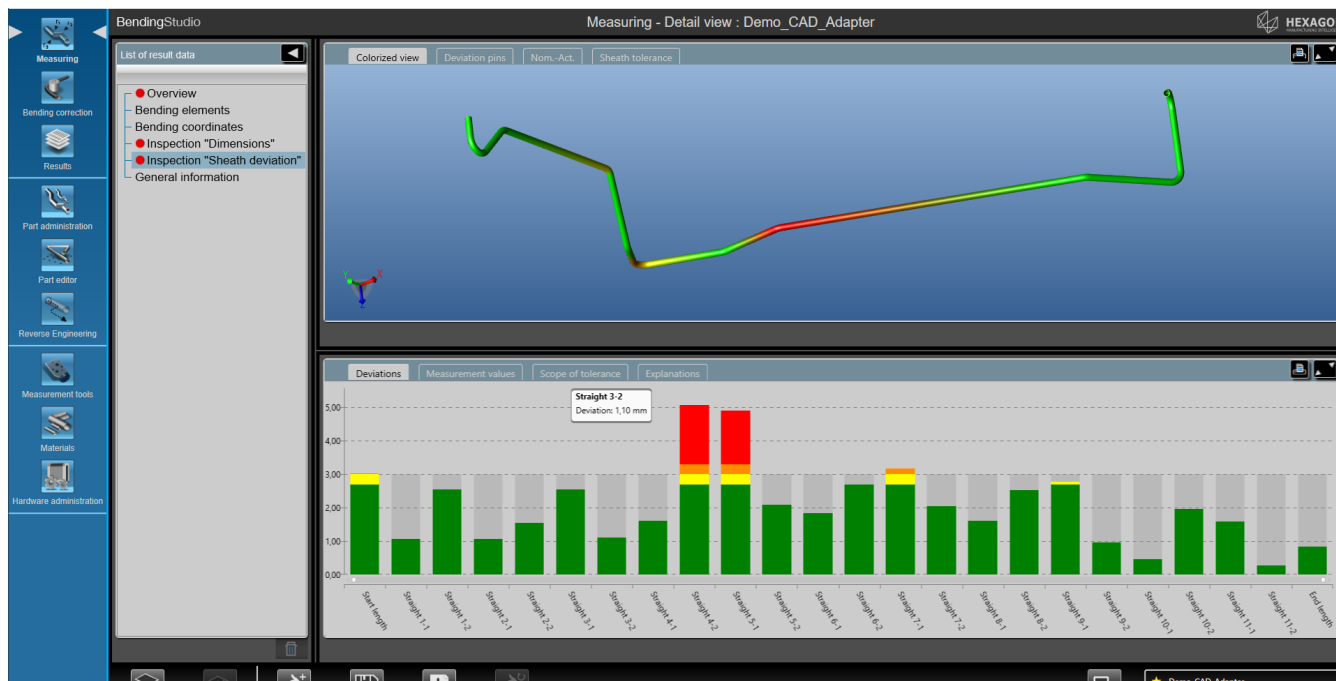 BendingStudio
Measuring - Detail view : Demo_CAD_Adapter
HEXAGO
MANUFACTURING INTELLIGE
Measuring
Bending correction
Results
Part administration
Part editor
Reverse Engineering
Measurement tools
Materials
Hardware administration
List of result data
Overview
Bending elements
Bending coordinates
Inspection "Dimensions"
Inspection "Sheath deviation"
General information
Colorized view
Deviation pins
Nom.-Act.
Sheath tolerance
X
Y
Z
Deviations
Measurement values
Scope of tolerance
Explanations
Straight 3-2
Deviation: 1,10 mm
5,00
4,00
3,00
2,00
1,00
0,00
Start length
Straight 1-1
Straight 1-2
Straight 2-1
Straight 2-2
Straight 3-1
Straight 3-2
Straight 4-1
Straight 4-2
Straight 5-1
Straight 5-2
Straight 6-1
Straight 6-2
Straight 7-1
Straight 7-2
Straight 8-1
Straight 8-2
Straight 9-1
Straight 9-2
Straight 10-1
Straight 10-2
Straight 11-1
Straight 11-2
End length
Demo_CAD_Adapter